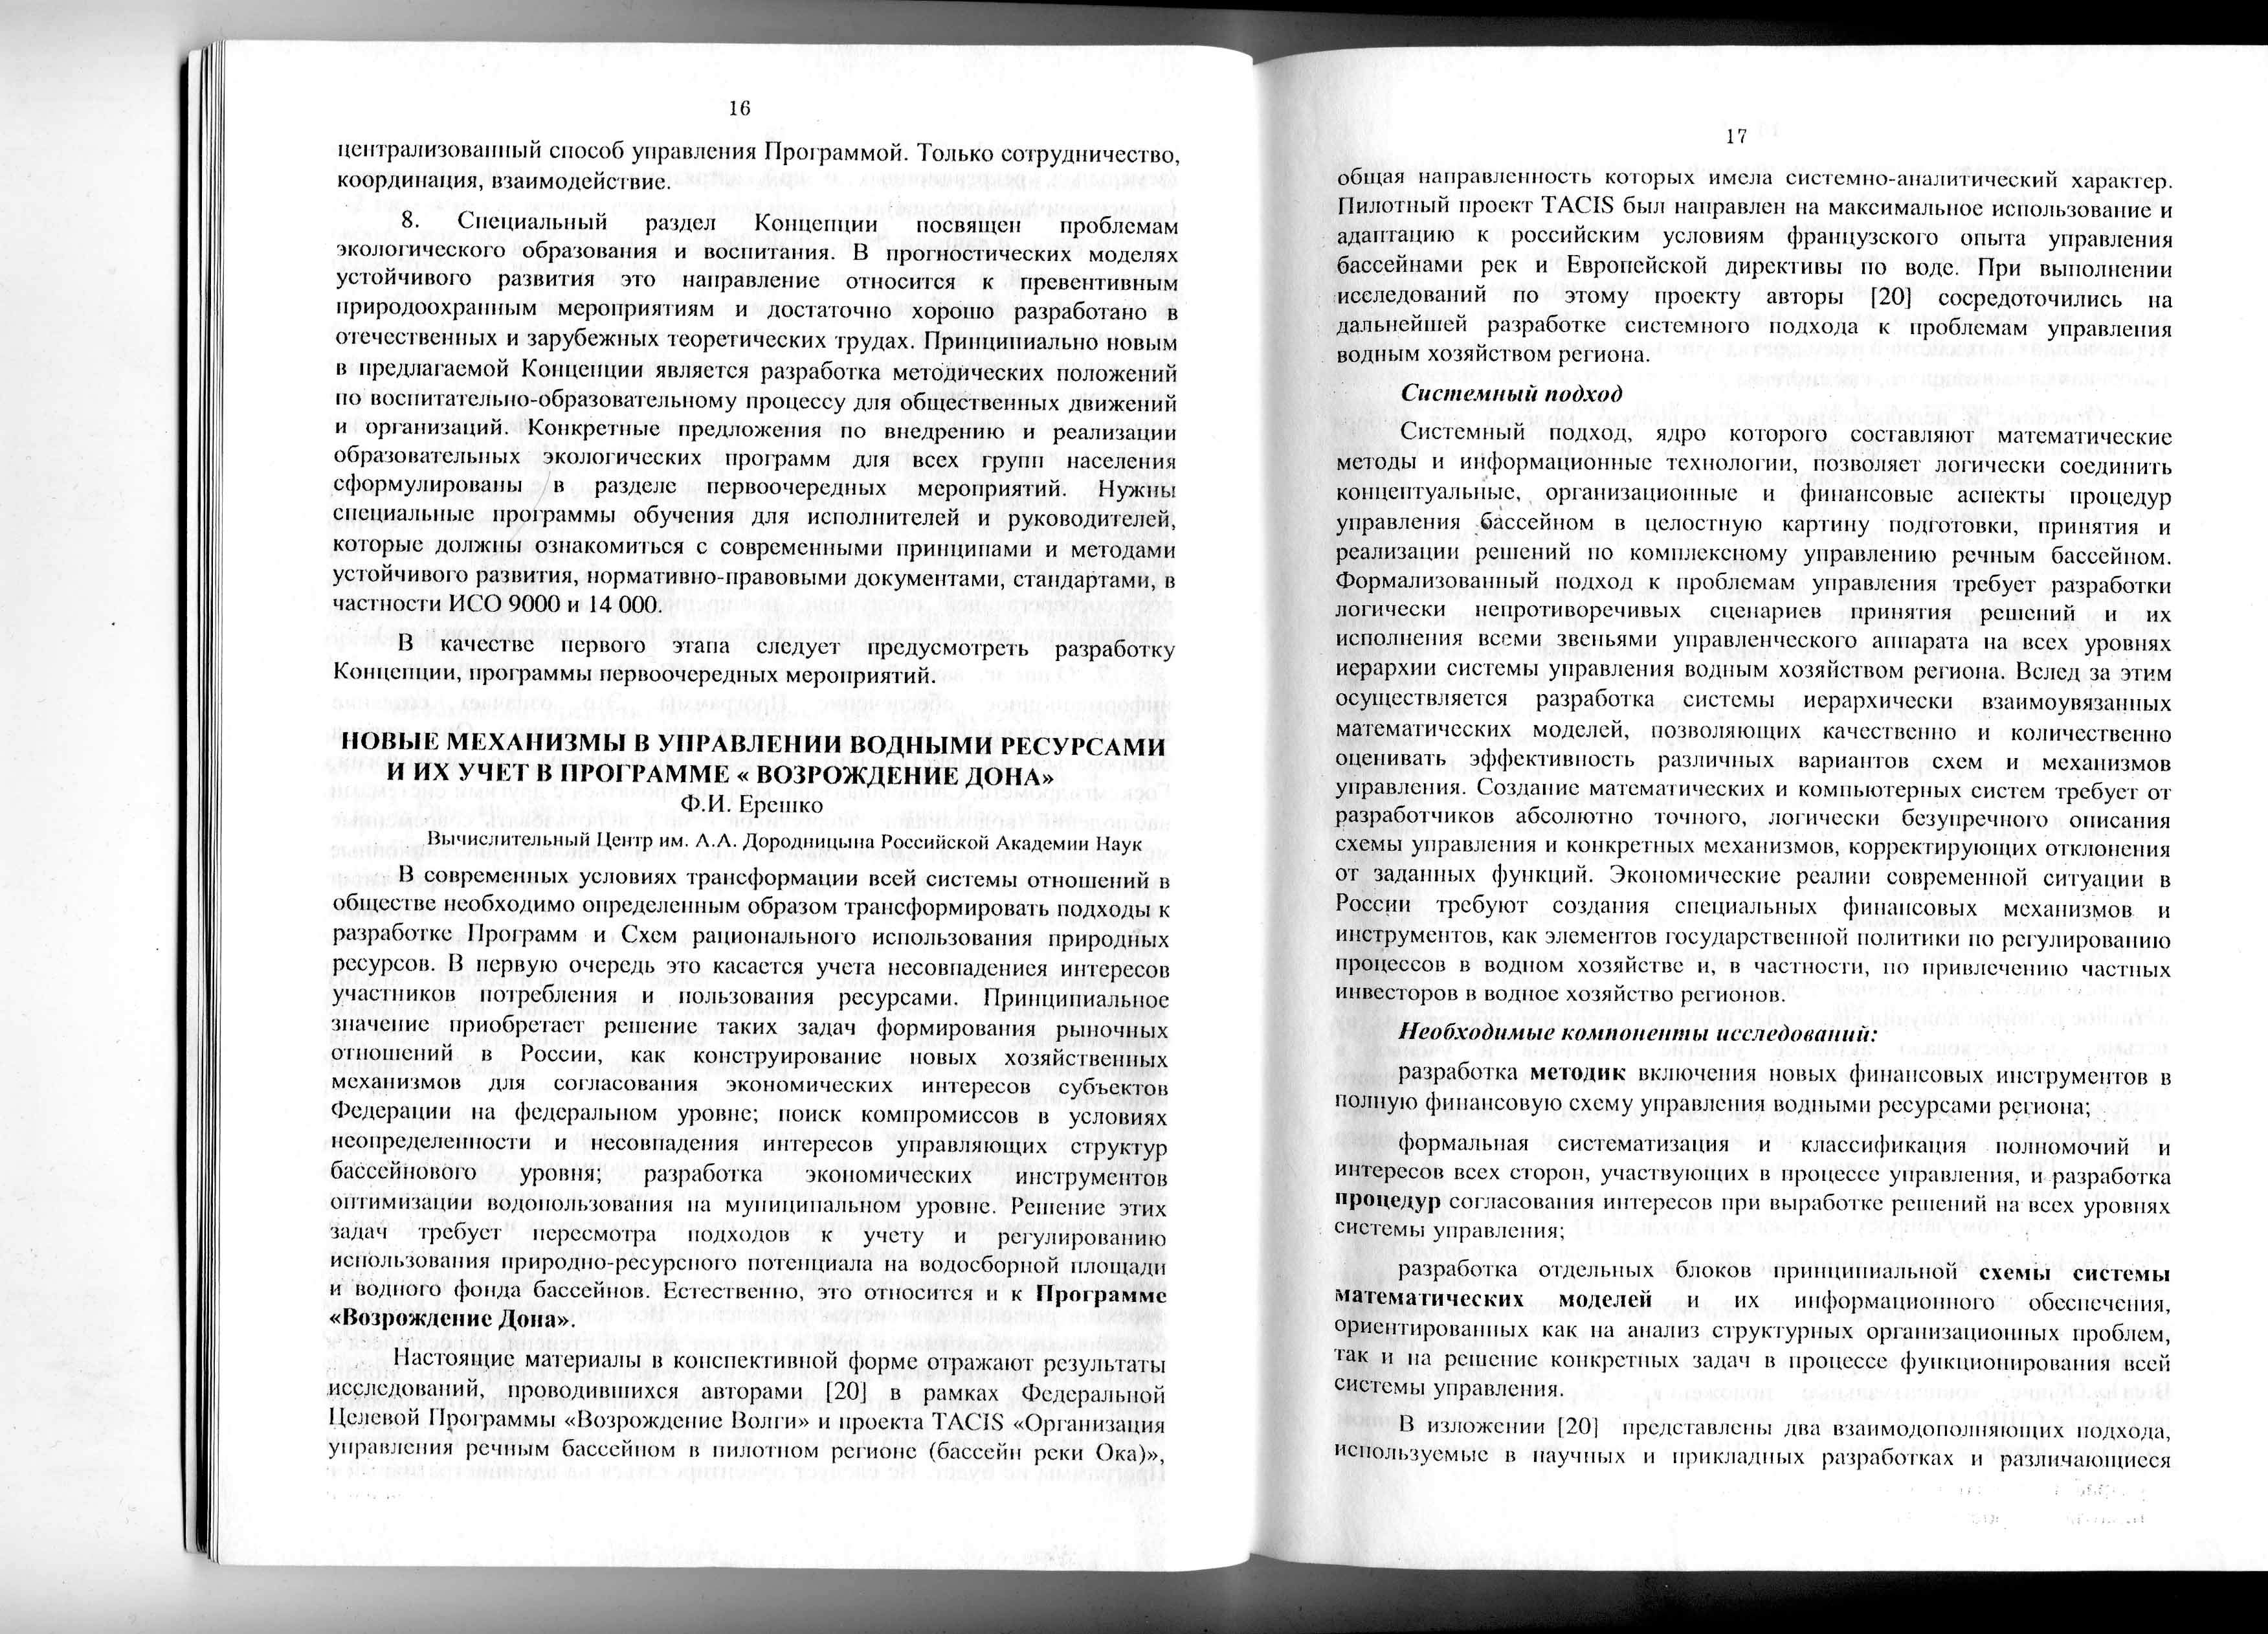 16
централизованный способ управления Программой. Только сотрудничество,
координация, взаимодействие.
8. Специальный раздел Концепции посвящен проблемам
экологического образования и воспитания. В прогностических моделях
устойчивого развития это направление относится к превентивным
природоохранным мероприятиям и достаточно хорошо разработано в
отечественных и зарубежных теоретических трудах. Принципиально новым
в предлагаемой Концепции является разработка методических положений
по воспитательно-образовательному процессу для общественных движений
и организаций. Конкретные предложения по внедрению и реализации
образовательных экологических программ для всех групп населения
сформулированы в разделе первоочередных мероприятий. Нужны
специальные программы обучения для исполнителей и руководителей,
которые должны ознакомиться с современными принципами и методами
устойчивого развития, нормативно-правовыми документами, стандартами, в
частности ИСО 9000 и 14 000.
В качестве первого этапа следует предусмотреть разработку
Концепции, программы первоочередных мероприятий.
НОВЫЕ МЕХАНИЗМЫ В УПРАВЛЕНИИ ВОДНЫМИ РЕСУРСАМИ
И ИХ УЧЕТ В ПРОГРАММЕ « ВОЗРОЖДЕНИЕ ДОНА»
Ф.И. Ерешко
Вычислительный Центр им. А.А. Дородницына Российской Академии Наук
В современных условиях трансформации всей системы отношений в
обществе необходимо определенным образом трансформировать подходы к
разработке Программ и Схем рационального использования природных
ресурсов. В первую очередь это касается учета несовпадениея интересов
участников потребления и пользования ресурсами. Принципиальное
значение приобретает решение таких задач формирования рыночных
отношений в России, как конструирование новых хозяйственных
механизмов для согласования экономических интересов субъектов
Федерации на федеральном уровне; поиск компромиссов в условиях
неопределенности и несовпадения интересов управляющих структур
бассейнового уровня; разработка экономических инструментов
оптимизации водопользования на муниципальном уровне. Решение этих
задач требует пересмотра подходов к учету и регулированию
использования природно-ресурсного потенциала на водосборной площади
и водного фонда бассейнов. Естественно, это относится и к Программе
«Возрождение Дона».
Настоящие материалы в конспективной форме отражают результаты
исследований, проводившихся авторами [20] в рамках Федеральной
Целевой Программы «Возрождение Волги» и проекта TACIS «Организация
управления речным бассейном в пилотном регионе (бассейн реки Ока)»,
17
общая направленность которых имела системно-аналитический характер.
Пилотный проект TACIS был направлен на максимальное использование и
адаптацию к российским условиям французского опыта управления
бассейнами рек и Европейской директивы по воде. При выполнении
исследований по этому проекту авторы [20] сосредоточились на
дальнейшей разработке системного подхода к проблемам управления
водным хозяйством региона.
Системный подход
Системный подход, ядро которого составляют математические
методы и информационные технологии, позволяет логически соединить
концептуальные, организационные и финансовые аспекты процедур
управления бассейном в целостную картину подготовки, принятия и
реализации решений по комплексному управлению речным бассейном.
Формализованный подход к проблемам управления требует разработки
логически непротиворечивых сценариев принятия решений и их
исполнения всеми звеньями управленческого аппарата на всех уровнях
иерархии системы управления водным хозяйством региона. Вслед за этим
осуществляется разработка системы иерархически взаимоувязанных
математических моделей, позволяющих качественно и количественно
оценивать эффективность различных вариантов схем и механизмов
управления. Создание математических и компьютерных систем требует от
разработчиков абсолютно точного, логически безупречного описания
схемы управления и конкретных механизмов, корректирующих отклонения
от заданных функций. Экономические реалии современной ситуации в
России требуют создания специальных финансовых механизмов и
инструментов, как элементов государственной политики по регулированию
процессов в водном хозяйстве и, в частности, по привлечению частных
инвесторов в водное хозяйство регионов.
Необходимые компоненты исследований:
разработка методик включения новых финансовых инструментов в
полную финансовую схему управления водными ресурсами региона;
формальная систематизация и классификация полномочий и
интересов всех сторон, участвующих в процессе управления, и разработка
процедур согласования интересов при выработке решений на всех уровнях
системы управления;
разработка отдельных блоков принципиальной схемы системы
математических моделей и их информационного обеспечения,
ориентированных как на анализ структурных организационных проблем,
так и на решение конкретных задач в процессе функционирования всей
системы управления.
В изложении [20] представлены два взаимодополняющих подхода,
используемые в научных и прикладных разработках и различающиеся